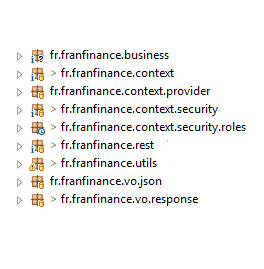 fr.franfinance.business
> fr.franfinance.context
fr.franfinance.context.provider
> fr.franfinance.context.security
> fr.franfinance.context.security.roles
> fr.franfinance.rest
> fr.franfinance.utils
fr.franfinance.vo.json
> fr.franfinance.vo.response